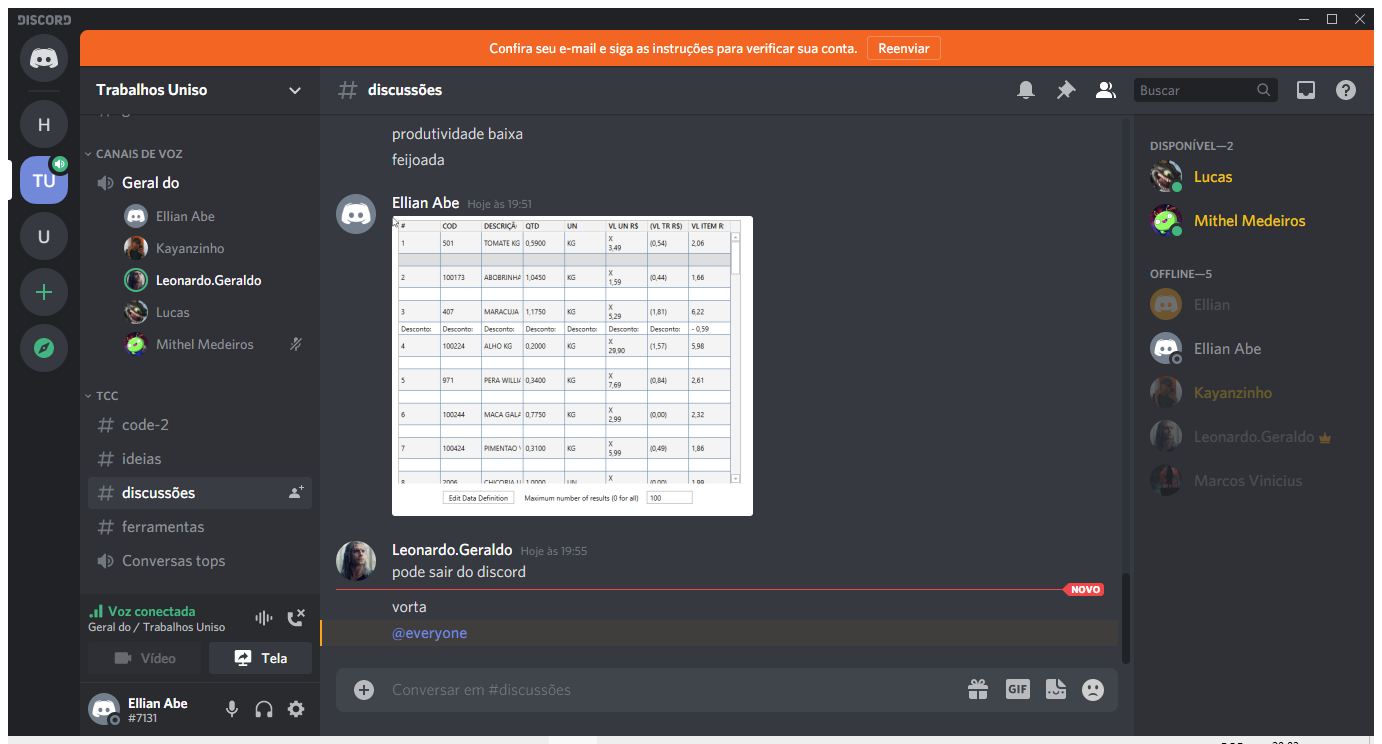 DISCORD
Confira seu e-mail e siga as instruções para verificar sua conta. Reenviar
H
TU
U
Trabalhos Uniso
CANAIS DE VOZ
Geral do
Ellian Abe
Kayanzinho
Leonardo.Geraldo
Lucas
Mithel Medeiros
TCC
code-2
ideias
discussões
ferramentas
Conversas tops
Voz conectada
Geral do / Trabalhos Uniso
Vídeo Tela
Ellian Abe
#7131
discussões
Buscar
produtividade baixa
feijoada
Ellian Abe Hoje às 19:51
# COD DESCRIÇÃ QTD UN VL UN R$ (VL TR R$) VL ITEM R
1 501 TOMATE KG 0,5900 KG X 3,49 (0,54) 2,06
2 100173 ABOBRINHA 1,0450 KG X 1,59 (0,44) 1,66
3 407 MARACUJA 1,1750 KG X 5,29 (1,81) 6,22
Desconto: Desconto: Desconto: Desconto: Desconto: Desconto: Desconto: - 0,59
4 100224 ALHO KG 0,2000 KG X 29,90 (1,57) 5,98
5 971 PERA WILLI 0,3400 KG X 7,69 (0,84) 2,61
6 100244 MACA GALA 0,7750 KG X 2,99 (0,00) 2,32
7 100424 PIMENTAO V 0,3100 KG X 5,99 (0,49) 1,86
8 2006 CHICORIA U 1,0000 UN X (0,00) 1,99
Edit Data Definition Maximum number of results (0 for all) 100
Leonardo.Geraldo Hoje às 19:55
pode sair do discord
NOVO
vorta
@everyone
Conversar em #discussões
GIF
DISPONÍVEL—2
Lucas
Mithel Medeiros
OFFLINE—5
Ellian
Ellian Abe
Kayanzinho
Leonardo.Geraldo
Marcos Vinicius